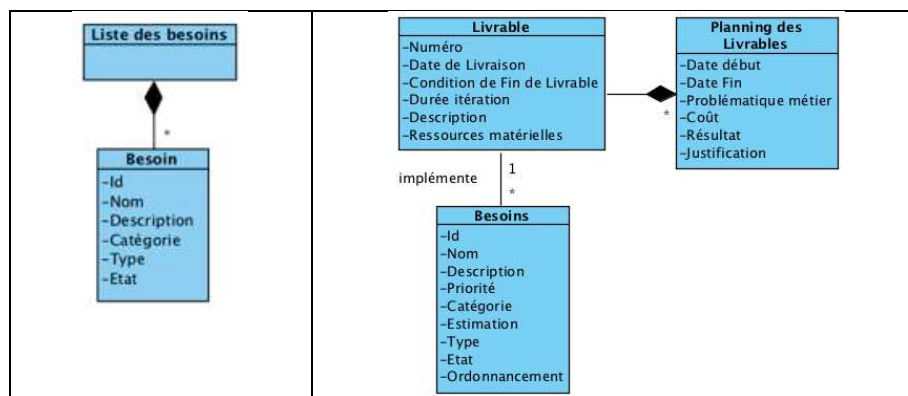 Liste des besoins
*
Besoin
-Id
-Nom
-Description
-Catégorie
-Type
-Etat
Livrable
-Numéro
-Date de Livraison
-Condition de Fin de Livrable
-Durée itération
-Description
-Ressources matérielles
*
Planning des
Livrables
-Date début
-Date Fin
-Problématique métier
-Coût
-Résultat
-Justification
implémente
1
*
Besoins
-Id
-Nom
-Description
-Priorité
-Catégorie
-Estimation
-Type
-Etat
-Ordonnancement